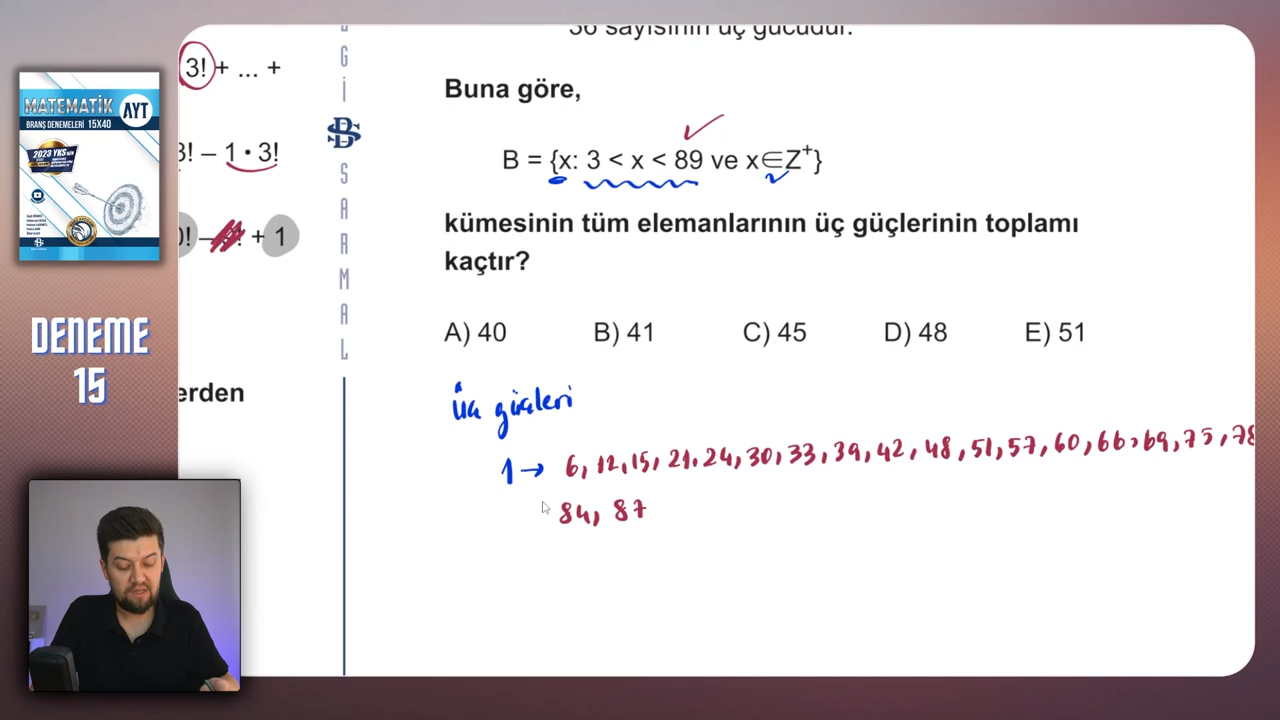 36 sayısının üç gücüdür.
3! + ... +
Buna göre,
MATEMATİK AYT
BRANŞ DENEMELERİ 15X40
2023 YKS'NİN
3! – 1 • 3!
B = {x: 3 < x < 89 ve x∈Z⁺}
kümesinin tüm elemanlarının üç güçlerinin toplamı
kaçtır?
0! – + 1
G İ S A R M A L
A) 40 B) 41 C) 45 D) 48 E) 51
DENEME
15
erden
üç güçleri
1 → 6, 12, 15, 21, 24, 30, 33, 39, 42, 48, 51, 57, 60, 66, 69, 75, 78
84, 87